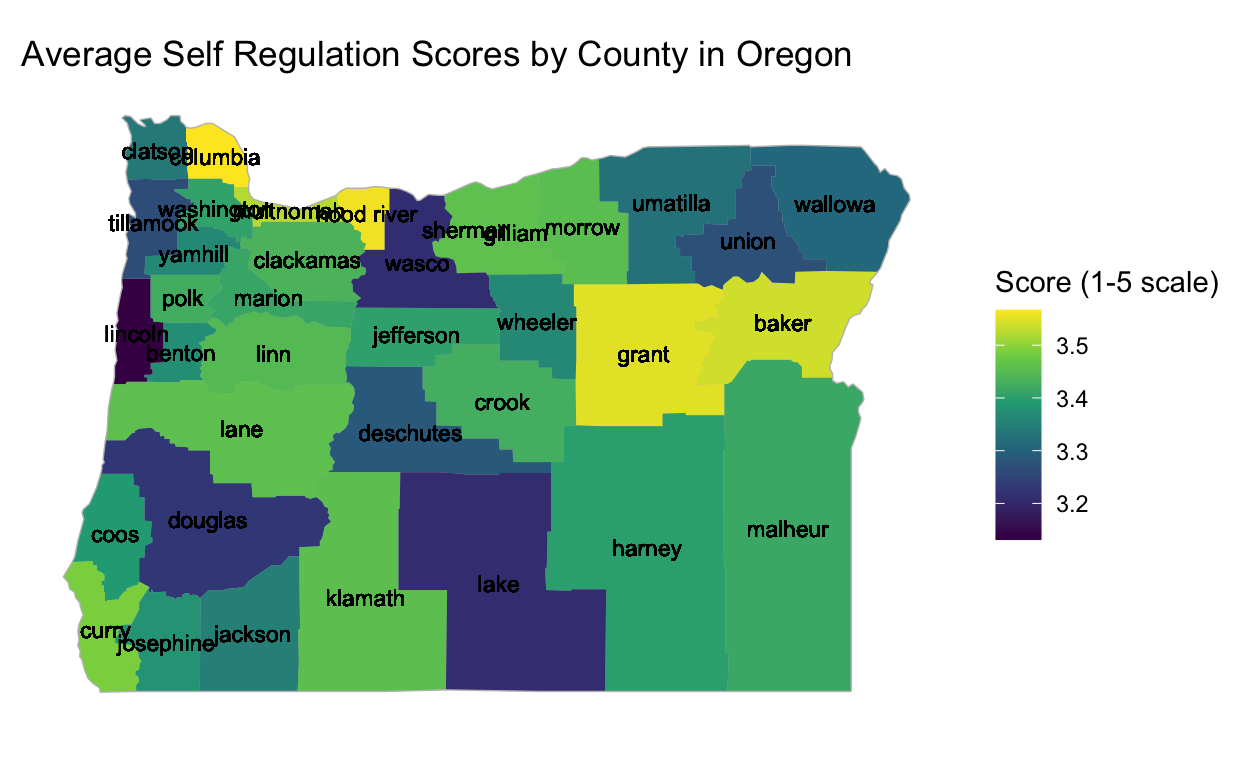 Average Self Regulation Scores by County in Oregon
clatsop
columbia
tillamook
washington
multnomah
hood river
sherman
gilliam
morrow
umatilla
wallowa
union
yamhill
clackamas
wasco
polk
marion
lincoln
benton
linn
jefferson
wheeler
grant
baker
lane
deschutes
crook
coos
douglas
klamath
lake
harney
malheur
curry
josephine
jackson
Score (1-5 scale)
3.5
3.4
3.3
3.2